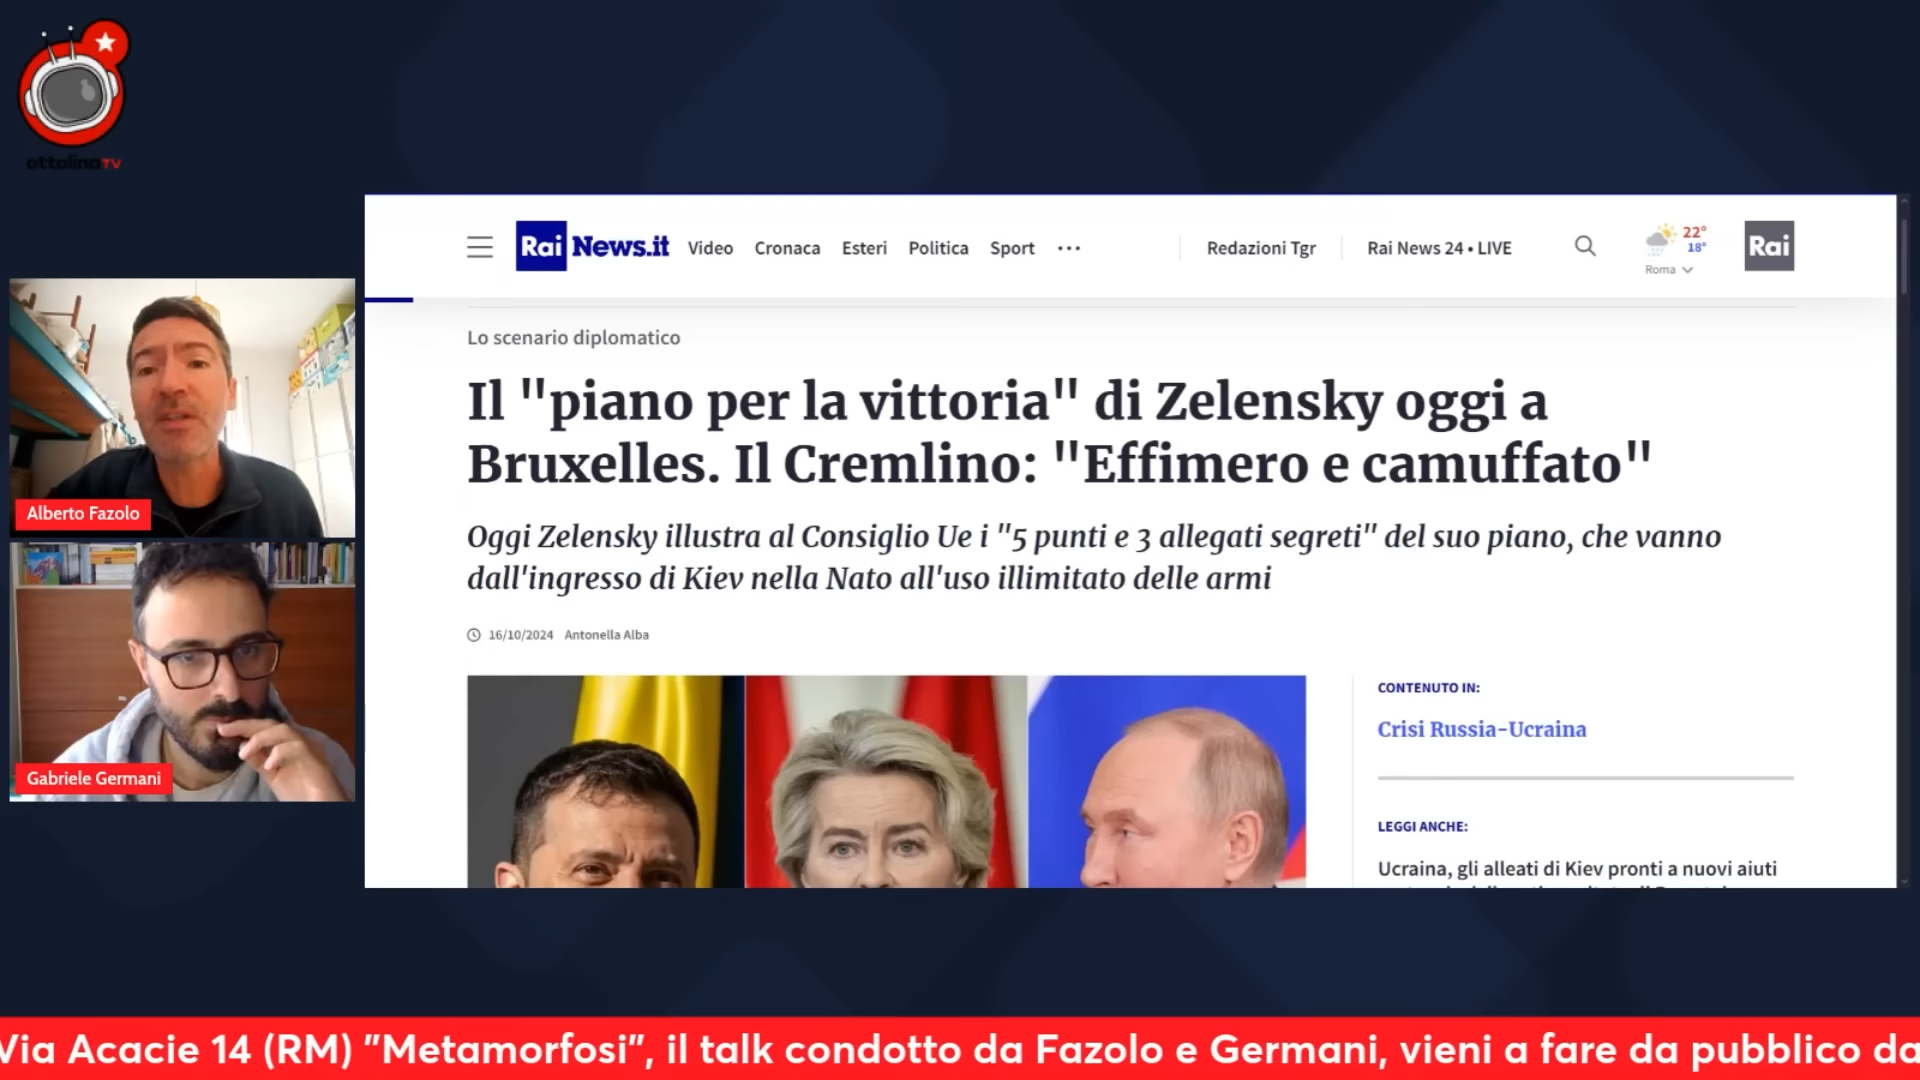 ottolinaTV
Rai News.it Video Cronaca Esteri Politica Sport ••• Redazioni Tgr Rai News 24 • LIVE 22° 18° Roma Rai
Lo scenario diplomatico
Il "piano per la vittoria" di Zelensky oggi a
Bruxelles. Il Cremlino: "Effimero e camuffato"
Oggi Zelensky illustra al Consiglio Ue i "5 punti e 3 allegati segreti" del suo piano, che vanno
dall'ingresso di Kiev nella Nato all'uso illimitato delle armi
16/10/2024 Antonella Alba
CONTENUTO IN:
Crisi Russia-Ucraina
LEGGI ANCHE:
Ucraina, gli alleati di Kiev pronti a nuovi aiuti
Alberto Fazolo
Gabriele Germani
Via Acacie 14 (RM) "Metamorfosi", il talk condotto da Fazolo e Germani, vieni a fare da pubblico da